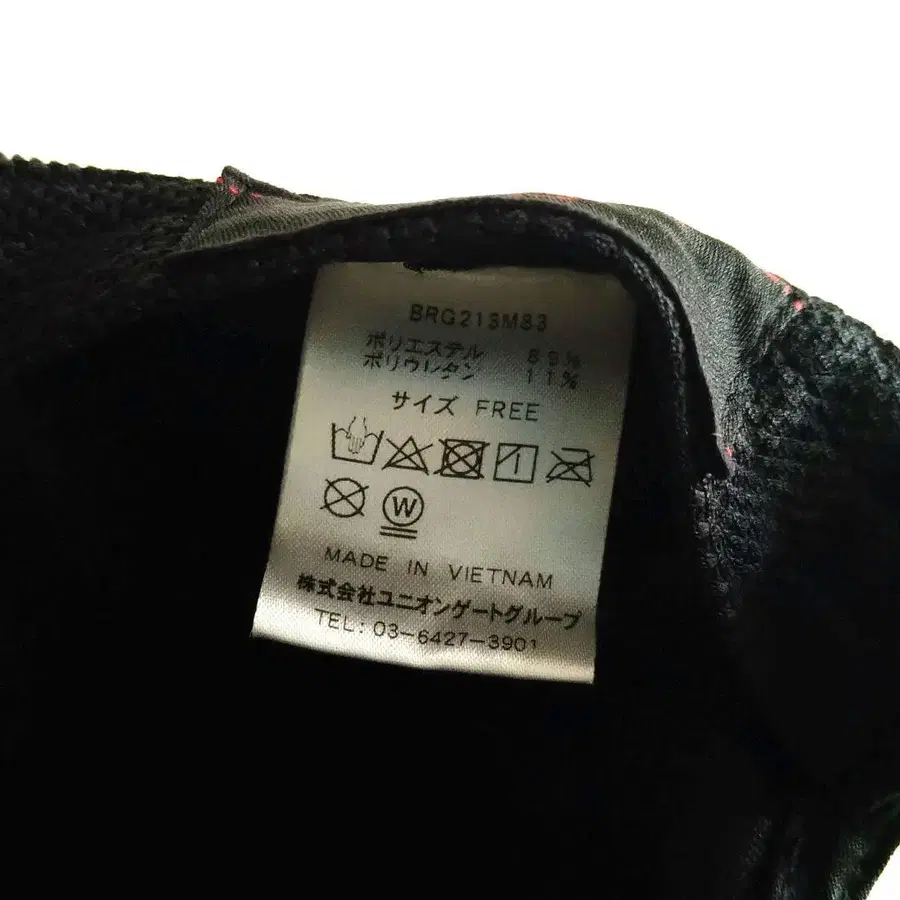 BRG213M83
ポリエステル 89%
ポリウレタン 11%
サイズ FREE
W
MADE IN VIETNAM
株式会社ユニオンゲートグループ
TEL: 03-6427-3901